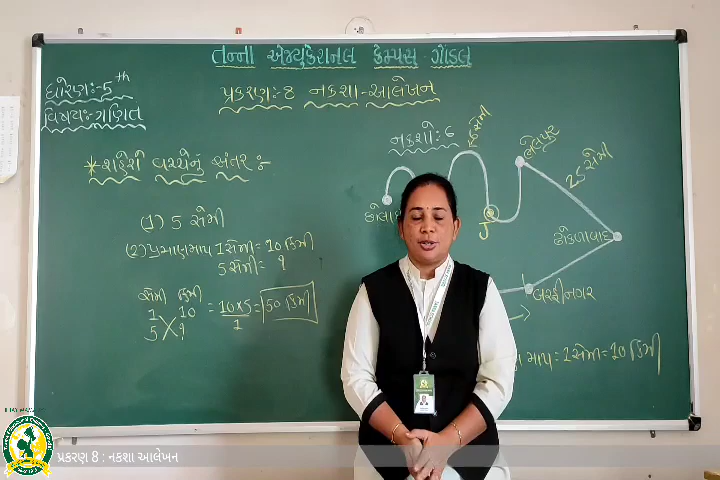 તન્ના એજ્યુકેશનલ કેમ્પસ ગોંડલ
ધોરણ:-5th
વિષય:-ગણિત
પ્રકરણ:-8 નકશા-આલેખન
*શહેરો વચ્ચેનું અંતર:-
(1) 5 સેમી
(2) પ્રમાણમાપ 1 સેમી = 10 કિમી
5 સેમી = ?
સેમી કિમી
1 10
5 ?
= 10×5 / 1 = 50 કિમી
નકશો: 6
સેમી
J
બેલપુર
25 સેમી
ઢોકળાવાડ
બરફીનગર
માપ = 1 સેમી = 10 કિમી
પ્રકરણ 8 : નકશા આલેખન